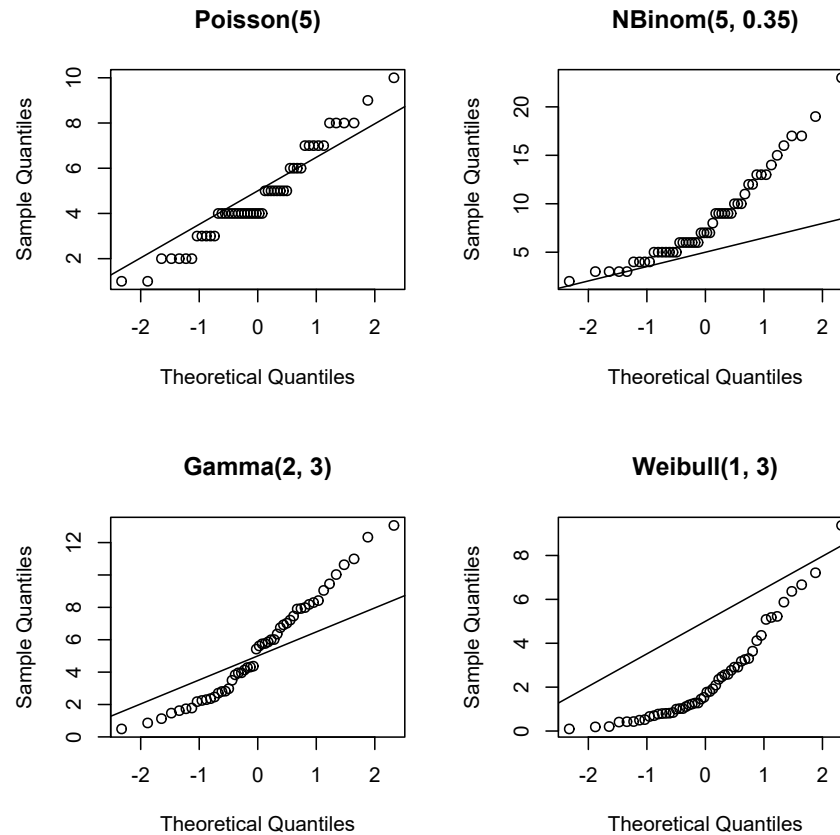 Poisson(5)
Sample Quantiles
10
8
6
4
2
-2 -1 0 1 2
Theoretical Quantiles
NBinom(5, 0.35)
Sample Quantiles
20
15
10
5
-2 -1 0 1 2
Theoretical Quantiles
Gamma(2, 3)
Sample Quantiles
12
8
6
4
2
0
-2 -1 0 1 2
Theoretical Quantiles
Weibull(1, 3)
Sample Quantiles
8
6
4
2
0
-2 -1 0 1 2
Theoretical Quantiles